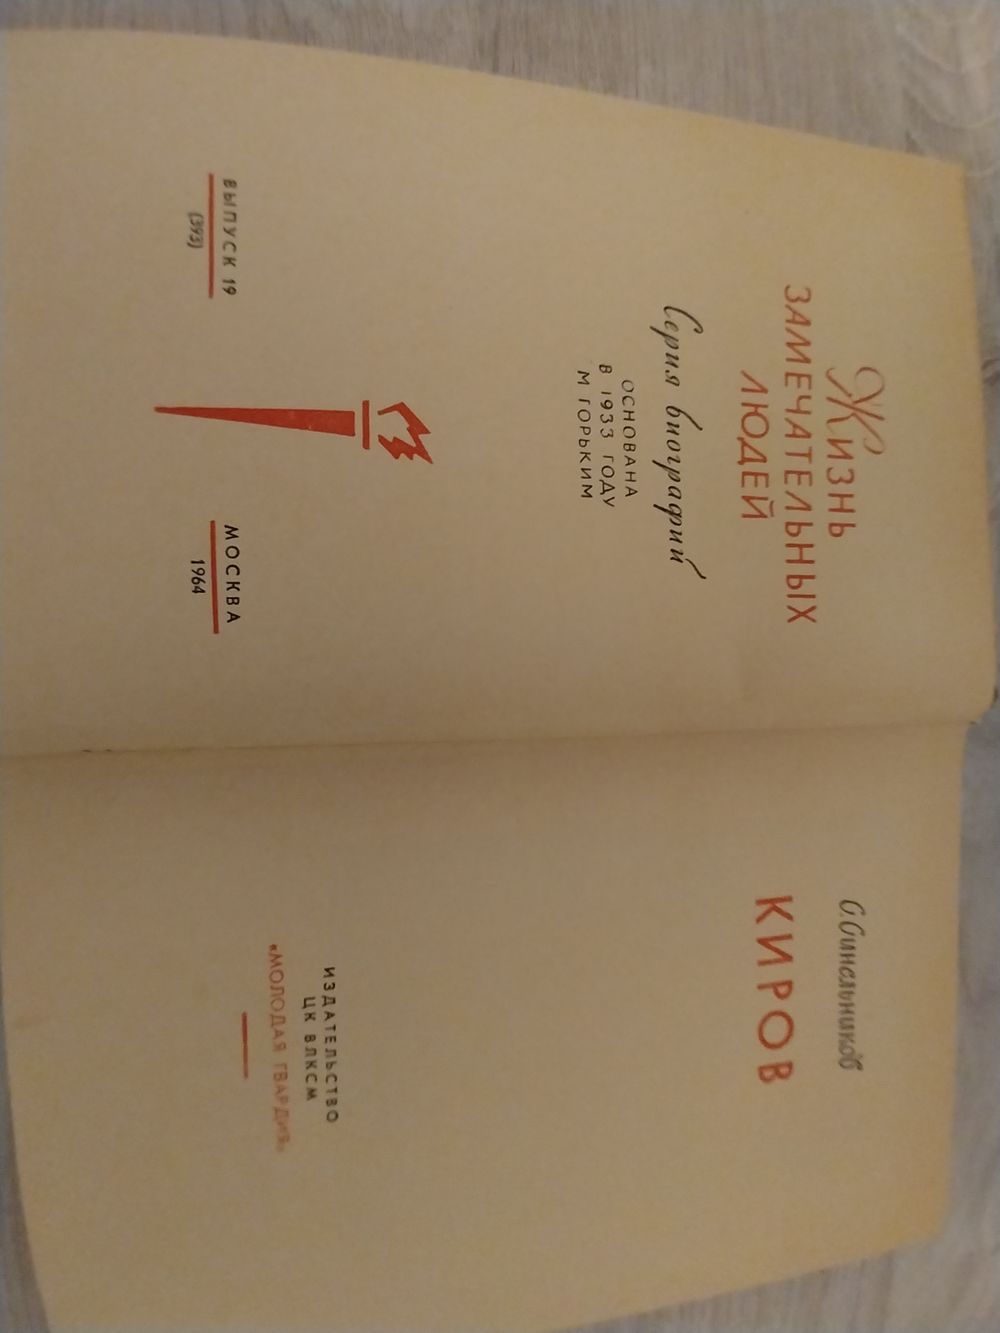 Жизнь
ЗАМЕЧАТЕЛЬНЫХ
ЛЮДЕЙ
Серия биографий
ОСНОВАНА
В 1933 ГОДУ
М ГОРЬКИМ
ВЫПУСК 19
(393)
МОСКВА
1964
С. Синельников
КИРОВ
ИЗДАТЕЛЬСТВО
ЦК ВЛКСМ
«МОЛОДАЯ ГВАРДИЯ»